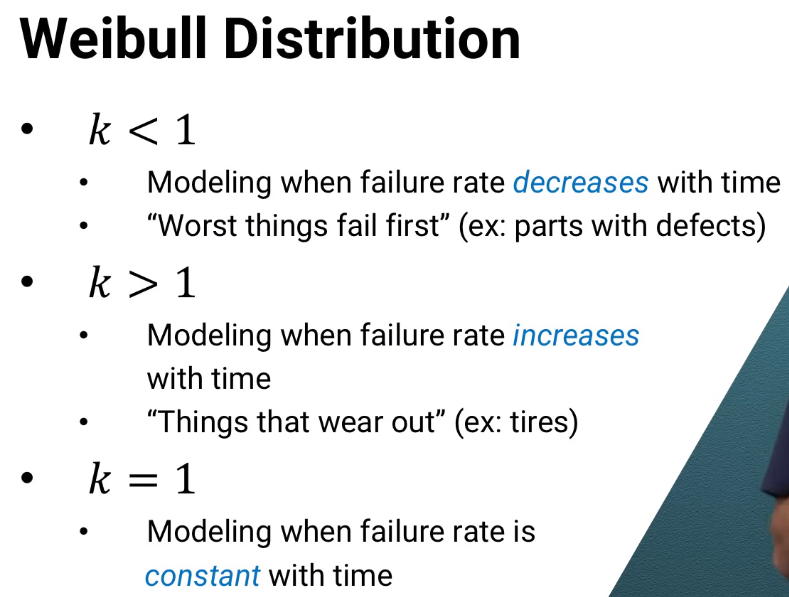 Weibull Distribution
• k < 1
• Modeling when failure rate decreases with time
• “Worst things fail first” (ex: parts with defects)
• k > 1
• Modeling when failure rate increases
with time
• “Things that wear out” (ex: tires)
• k = 1
• Modeling when failure rate is
constant with time